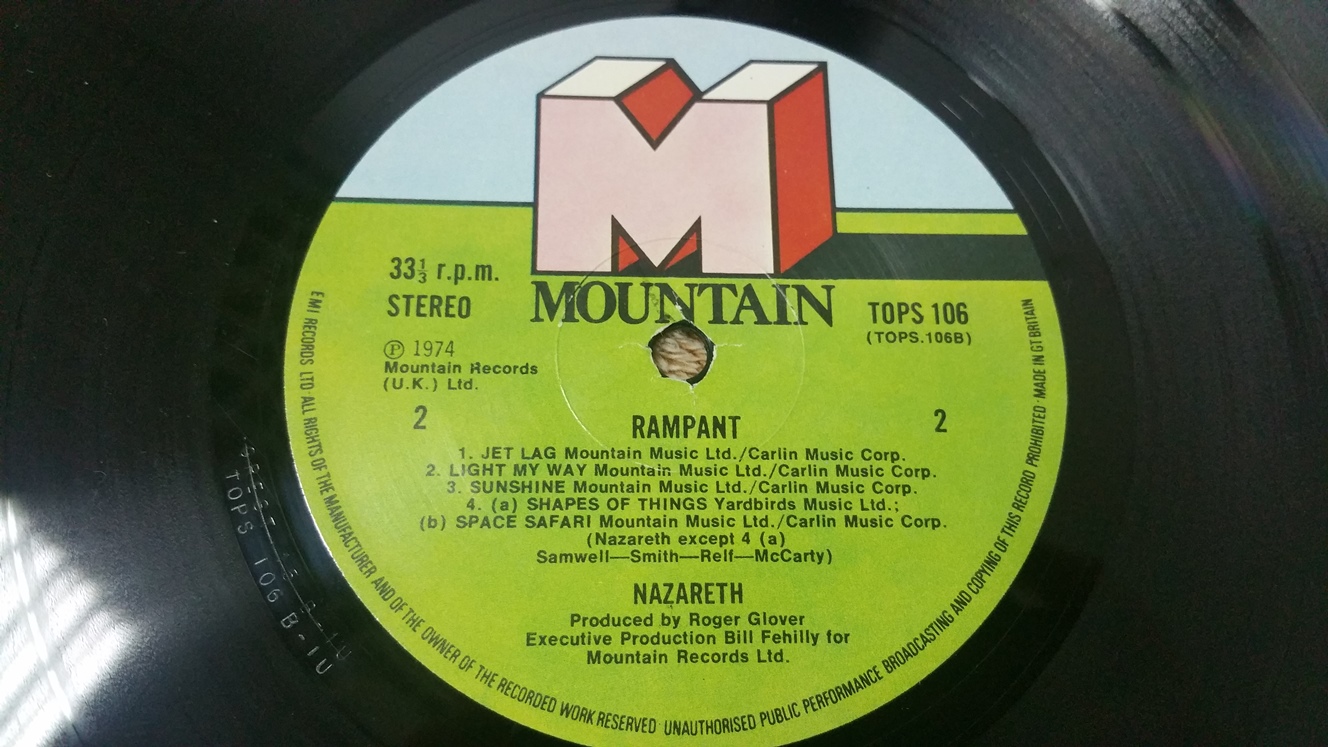 M
MOUNTAIN
33⅓ r.p.m.
STEREO
TOPS 106
(TOPS.106B)
Ⓟ 1974
Mountain Records
(U.K.) Ltd.
2
2
RAMPANT
1. JET LAG Mountain Music Ltd./Carlin Music Corp.
2. LIGHT MY WAY Mountain Music Ltd./Carlin Music Corp.
3. SUNSHINE Mountain Music Ltd./Carlin Music Corp.
4. (a) SHAPES OF THINGS Yardbirds Music Ltd.;
(b) SPACE SAFARI Mountain Music Ltd./Carlin Music Corp.
(Nazareth except 4 (a)
Samwell—Smith—Relf—McCarty)
NAZARETH
Produced by Roger Glover
Executive Production Bill Fehilly for
Mountain Records Ltd.
EMI RECORDS LTD·ALL RIGHTS OF THE MANUFACTURER AND OF THE OWNER OF THE RECORDED WORK RESERVED UNAUTHORISED PUBLIC PERFORMANCE BROADCASTING AND COPYING OF THIS RECORD PROHIBITED·MADE IN GT BRITAIN
TOPS 106 B-1U